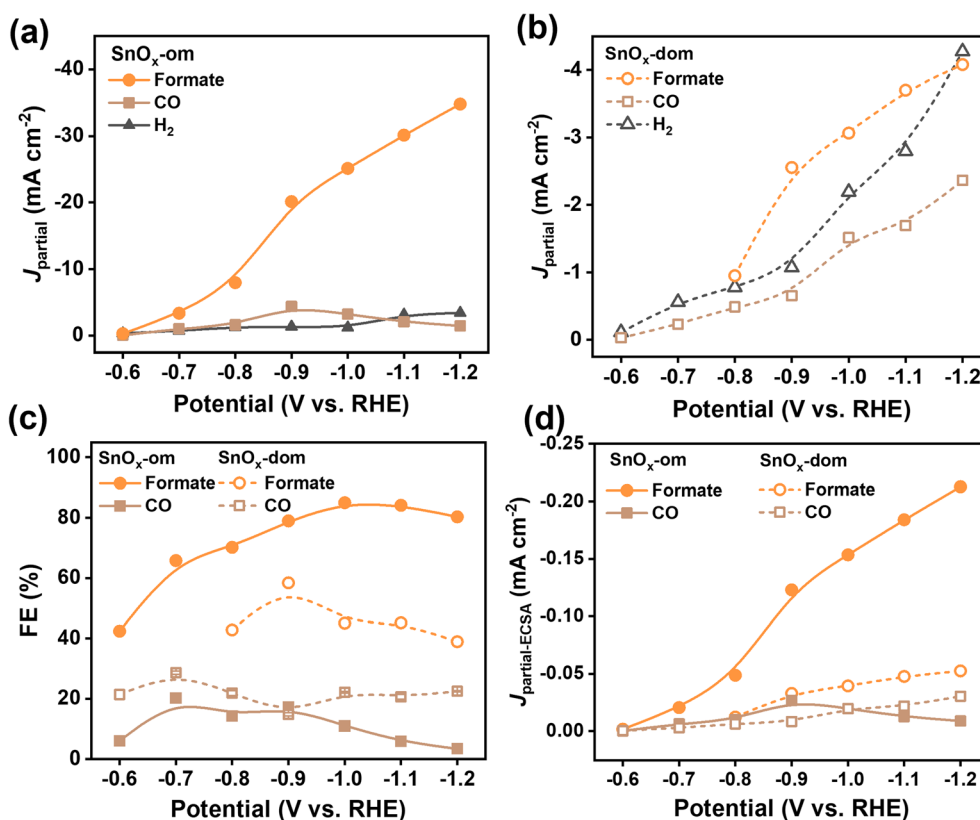 (a)
SnOₓ-om
Formate
CO
H₂
-40
-30
-20
-10
0
J_partial (mA cm⁻²)
-0.6 -0.7 -0.8 -0.9 -1.0 -1.1 -1.2
Potential (V vs. RHE)
(b)
SnOₓ-dom
Formate
CO
H₂
-4
-3
-2
-1
0
J_partial (mA cm⁻²)
-0.6 -0.7 -0.8 -0.9 -1.0 -1.1 -1.2
Potential (V vs. RHE)
(c)
SnOₓ-om SnOₓ-dom
Formate Formate
CO CO
100
80
60
40
20
0
FE (%)
-0.6 -0.7 -0.8 -0.9 -1.0 -1.1 -1.2
Potential (V vs. RHE)
(d)
SnOₓ-om SnOₓ-dom
Formate Formate
CO CO
-0.25
-0.20
-0.15
-0.10
-0.05
0.00
J_partial-ECSA (mA cm⁻²)
-0.6 -0.7 -0.8 -0.9 -1.0 -1.1 -1.2
Potential (V vs. RHE)